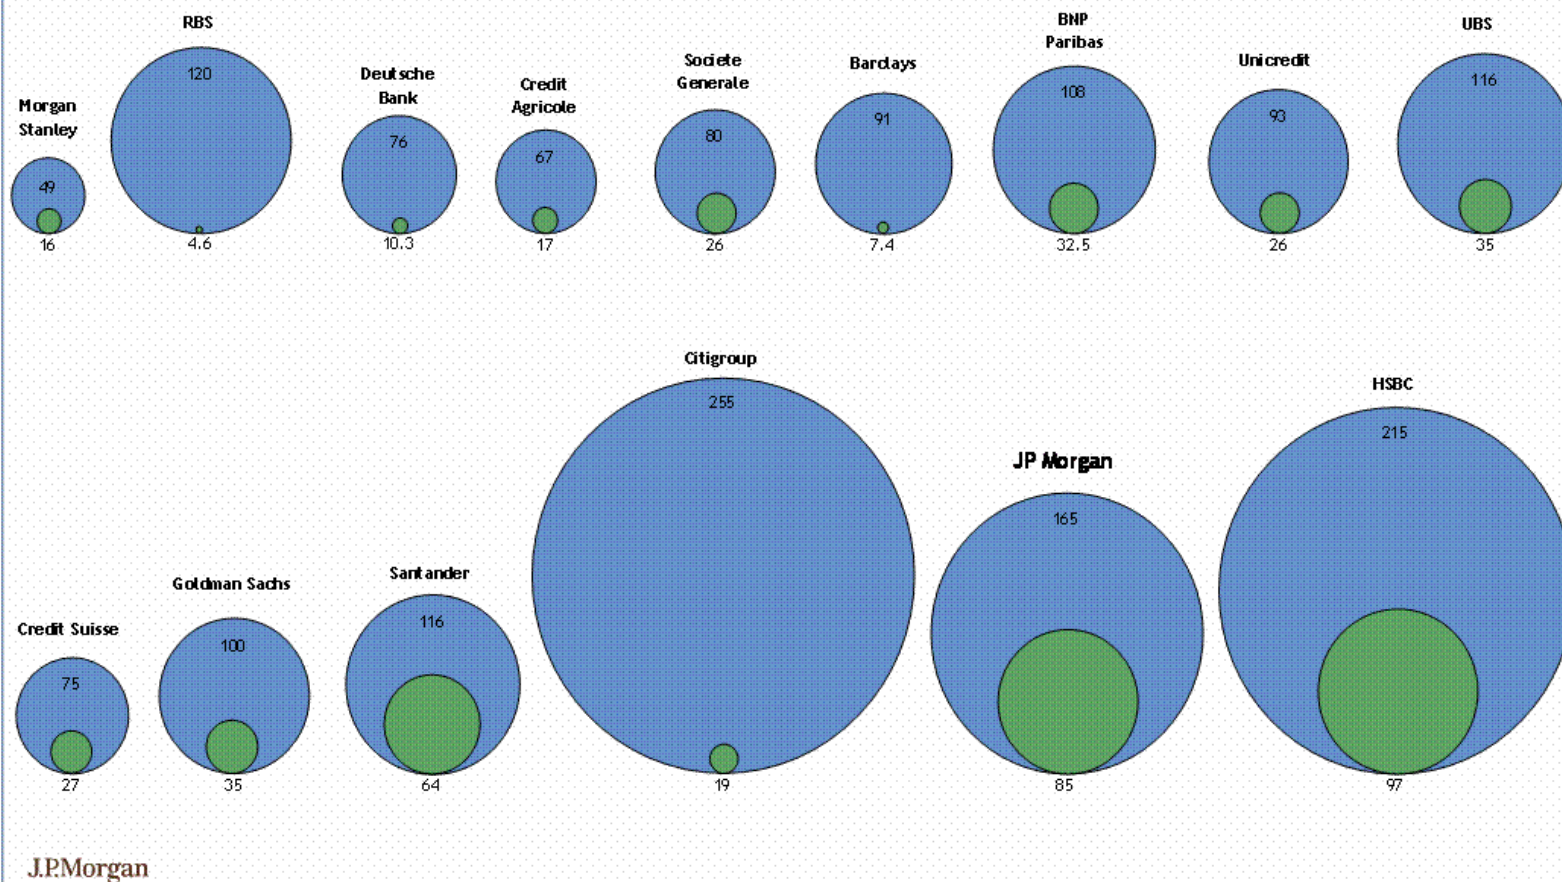 RBS
120
4.6
Morgan
Stanley
49
16
Deutsche
Bank
76
10.3
Credit
Agricole
67
17
Societe
Generale
80
26
Barclays
91
7.4
BNP
Paribas
108
32.5
Unicredit
93
26
UBS
116
35
Credit Suisse
75
27
Goldman Sachs
100
35
Santander
116
64
Citigroup
255
19
JP Morgan
165
85
HSBC
215
97
J.P.Morgan